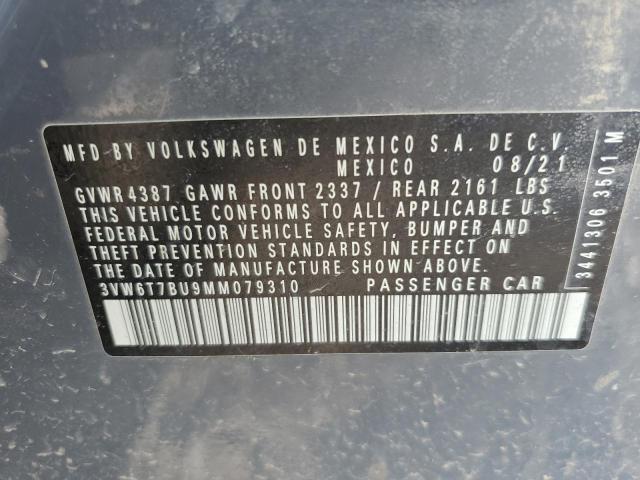 MFD BY VOLKSWAGEN DE MEXICO S.A. DE C.V.
MEXICO 08/21
GVWR 4387 GAWR FRONT 2337 / REAR 2161 LBS
THIS VEHICLE CONFORMS TO ALL APPLICABLE U.S.
FEDERAL MOTOR VEHICLE SAFETY, BUMPER AND
THEFT PREVENTION STANDARDS IN EFFECT ON
THE DATE OF MANUFACTURE SHOWN ABOVE.
3VW6T7BU9MM079310 PASSENGER CAR
3441306 3501 M